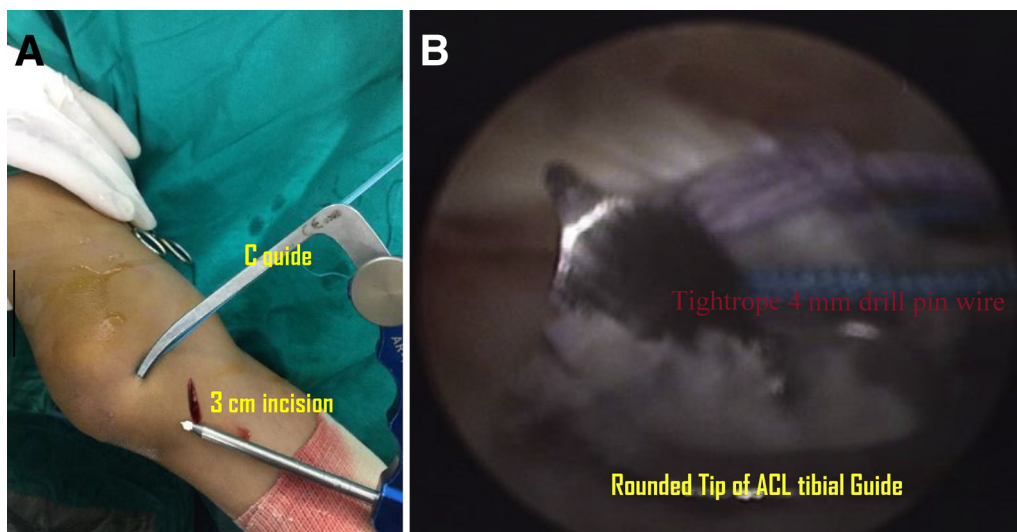 A
B
C guide
3 cm incision
Tightrope 4 mm drill pin wire
Rounded Tip of ACL tibial Guide